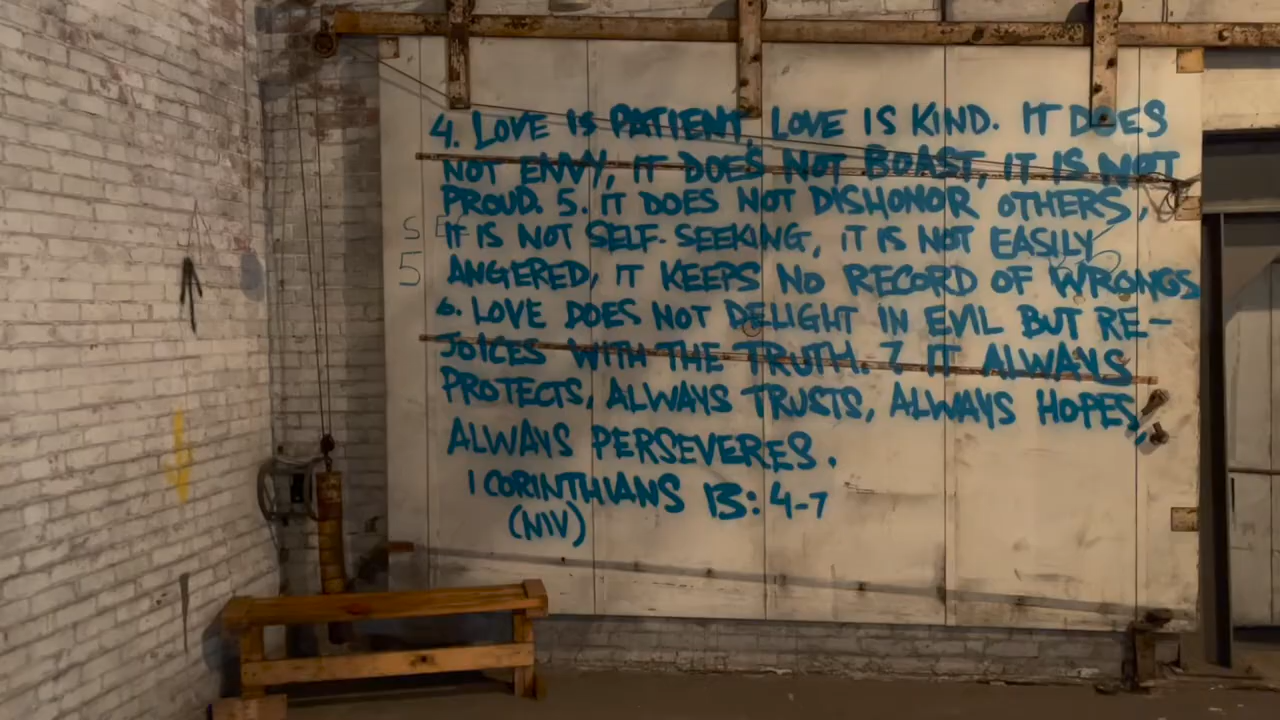 4. LOVE IS PATIENT, LOVE IS KIND. IT DOES
NOT ENVY, IT DOES NOT BOAST, IT IS NOT
PROUD. 5. IT DOES NOT DISHONOR OTHERS,
IT IS NOT SELF-SEEKING, IT IS NOT EASILY
ANGERED, IT KEEPS NO RECORD OF WRONGS
6. LOVE DOES NOT DELIGHT IN EVIL BUT RE-
JOICES WITH THE TRUTH. 7. IT ALWAYS
PROTECTS, ALWAYS TRUSTS, ALWAYS HOPES,
ALWAYS PERSEVERES.
1 CORINTHIANS 13:4-7
(NIV)